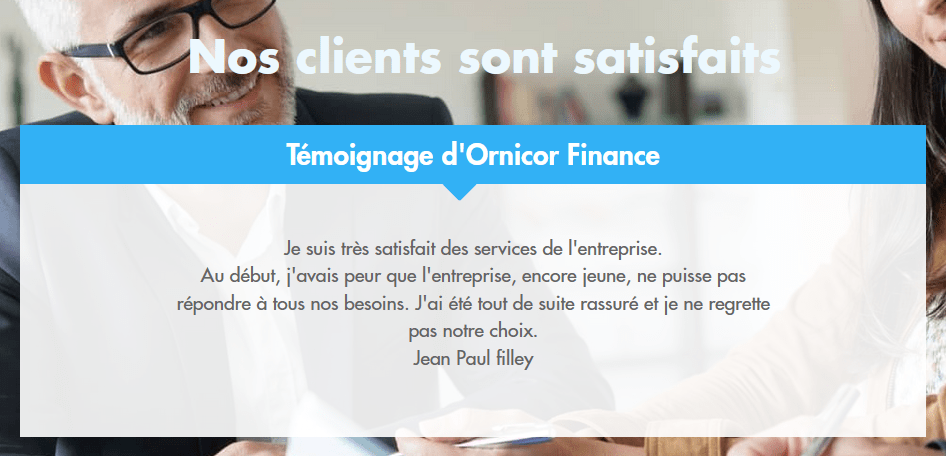 Nos clients sont satisfaits
Témoignage d'Ornicor Finance
Je suis très satisfait des services de l'entreprise.
Au début, j'avais peur que l'entreprise, encore jeune, ne puisse pas
répondre à tous nos besoins. J'ai été tout de suite rassuré et je ne regrette
pas notre choix.
Jean Paul filley